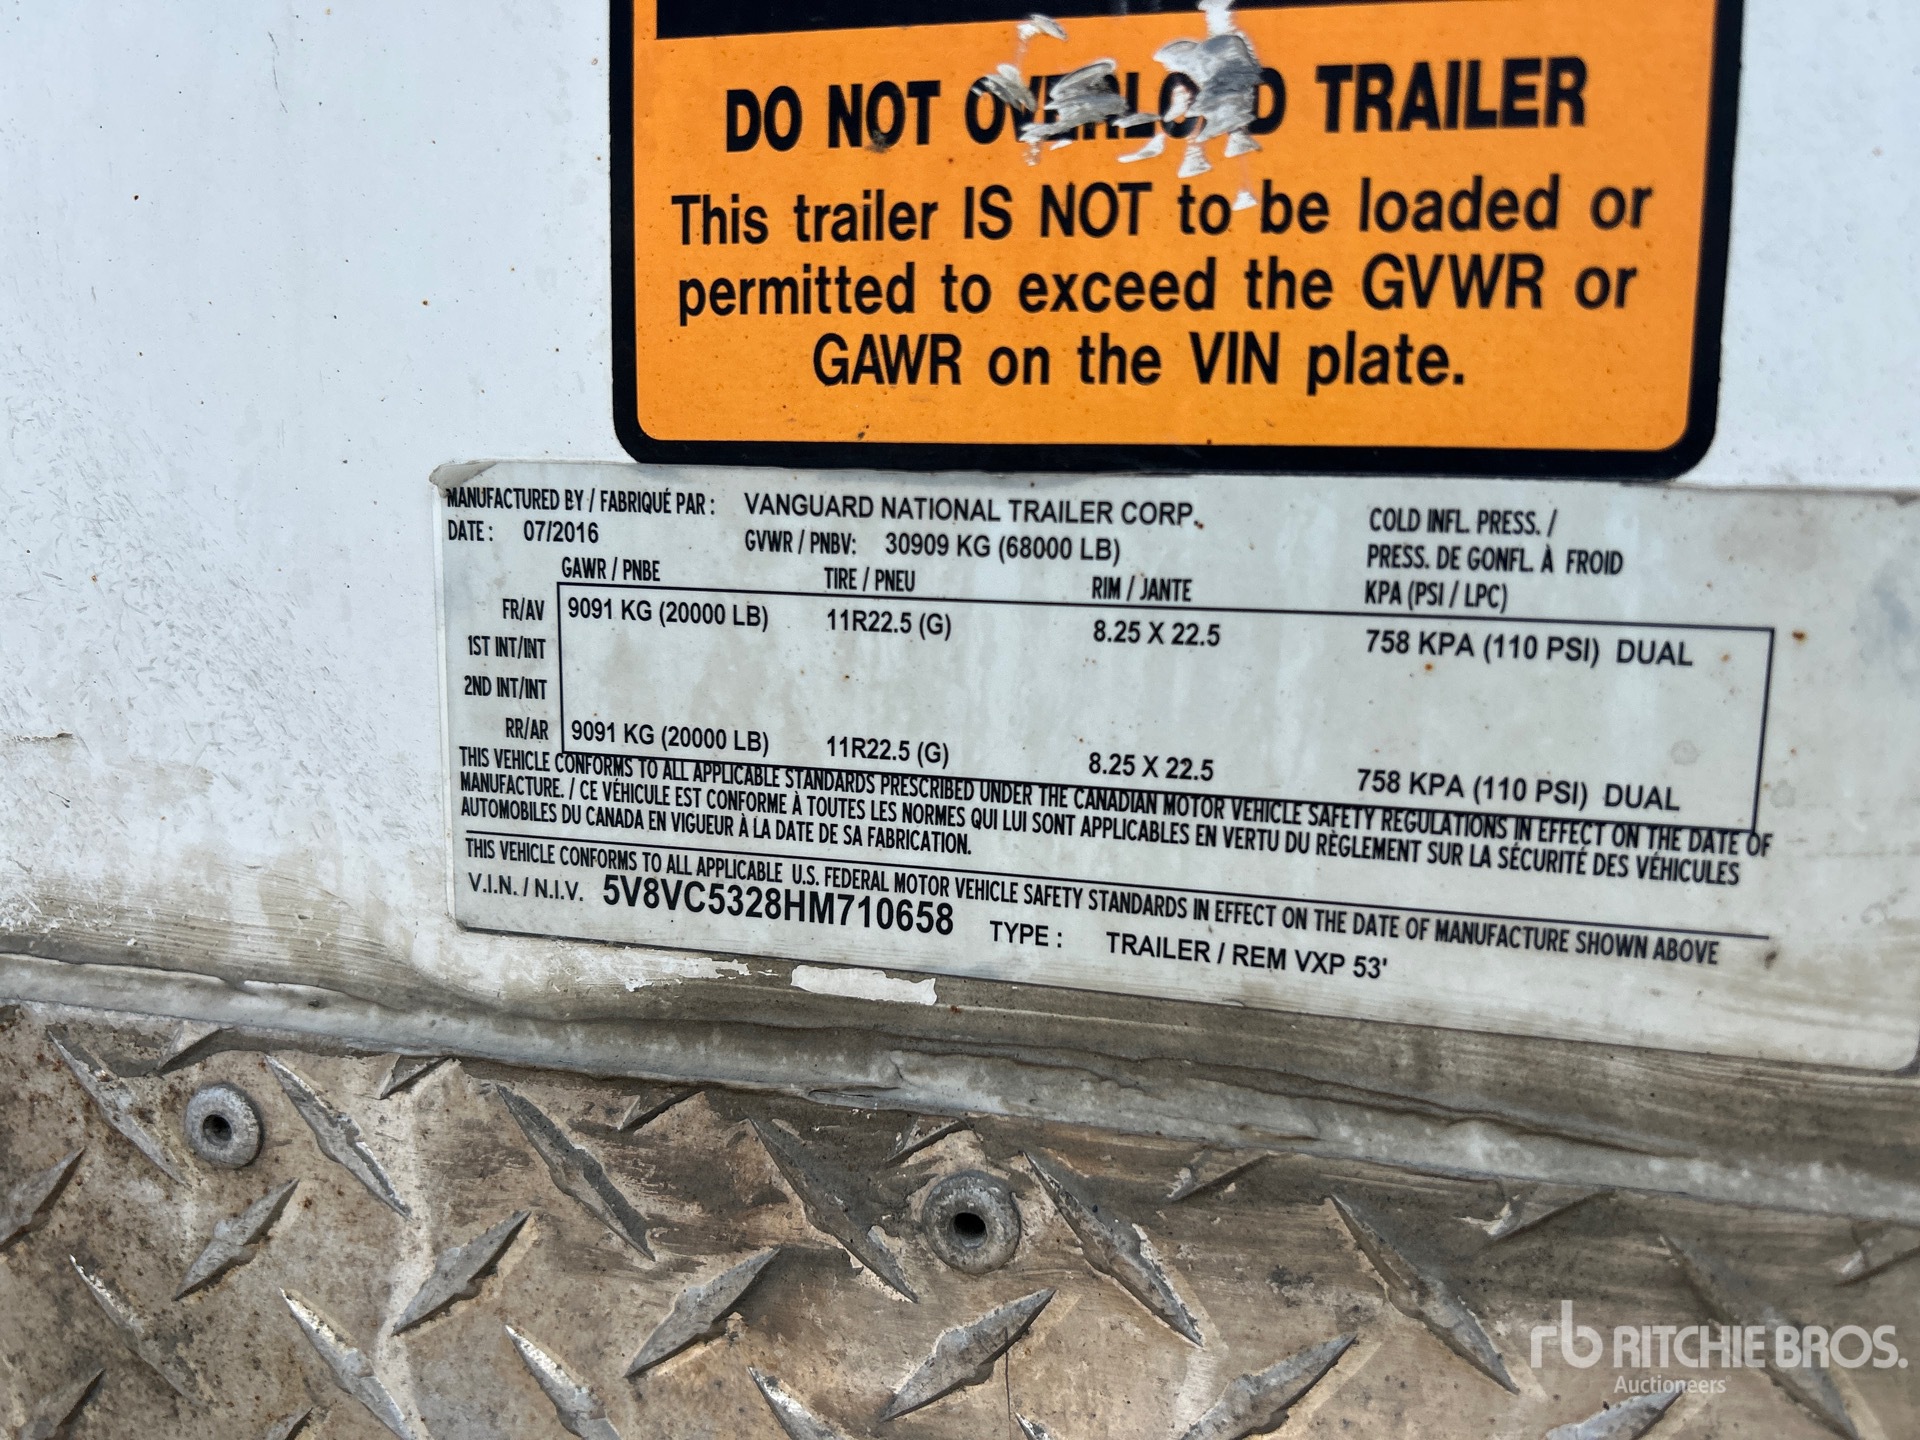 DO NOT OVERLOAD TRAILER
This trailer IS NOT to be loaded or
permitted to exceed the GVWR or
GAWR on the VIN plate.
MANUFACTURED BY / FABRIQUÉ PAR : VANGUARD NATIONAL TRAILER CORP.
DATE : 07/2016 GVWR / PNBV: 30909 KG (68000 LB)
COLD INFL. PRESS. /
PRESS. DE GONFL. À FROID
KPA (PSI / LPC)
GAWR / PNBE TIRE / PNEU RIM / JANTE
FR/AV 9091 KG (20000 LB) 11R22.5 (G) 8.25 X 22.5 758 KPA (110 PSI) DUAL
1ST INT/INT
2ND INT/INT
RR/AR 9091 KG (20000 LB) 11R22.5 (G) 8.25 X 22.5 758 KPA (110 PSI) DUAL
THIS VEHICLE CONFORMS TO ALL APPLICABLE STANDARDS PRESCRIBED UNDER THE CANADIAN MOTOR VEHICLE SAFETY REGULATIONS IN EFFECT ON THE DATE OF
MANUFACTURE. / CE VÉHICULE EST CONFORME À TOUTES LES NORMES QUI LUI SONT APPLICABLES EN VERTU DU RÈGLEMENT SUR LA SÉCURITÉ DES VÉHICULES
AUTOMOBILES DU CANADA EN VIGUEUR À LA DATE DE SA FABRICATION.
THIS VEHICLE CONFORMS TO ALL APPLICABLE U.S. FEDERAL MOTOR VEHICLE SAFETY STANDARDS IN EFFECT ON THE DATE OF MANUFACTURE SHOWN ABOVE
V.I.N. / N.I.V. 5V8VC5328HM710658 TYPE : TRAILER / REM VXP 53'
rb RITCHIE BROS.
Auctioneers